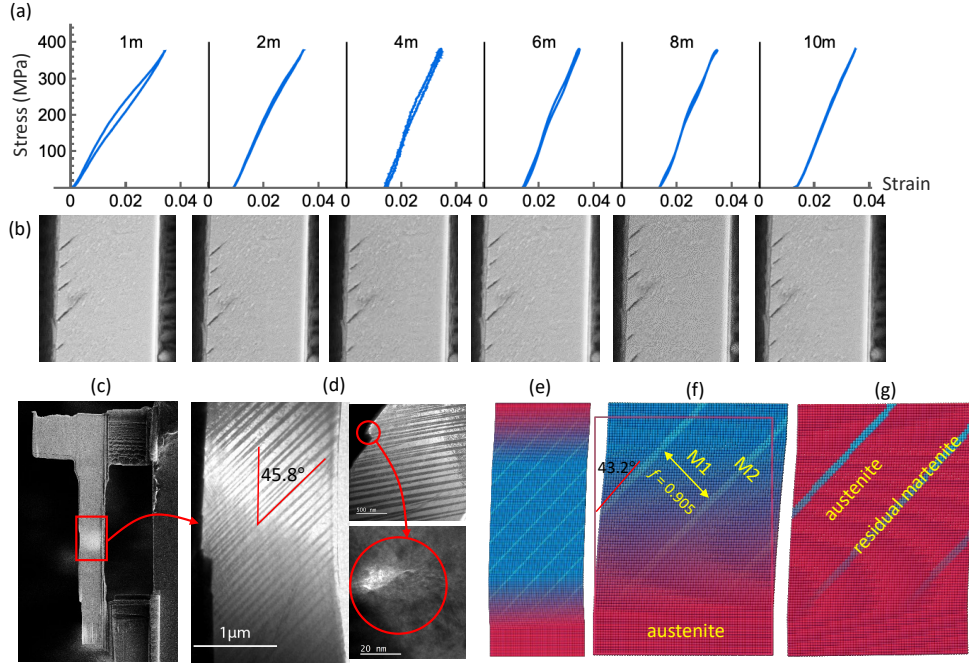 (a)
1m 2m 4m 6m 8m 10m
Stress (MPa)
400
300
200
100
0 0.02 0.04 0 0.02 0.04 0 0.02 0.04 0 0.02 0.04 0 0.02 0.04 0 0.02 0.04
Strain
(b)
(c) (d) (e) (f) (g)
45.8°
1µm
500 nm
20 nm
43.2°
M1
M2
f = 0.905
austenite
austenite
residual martenite